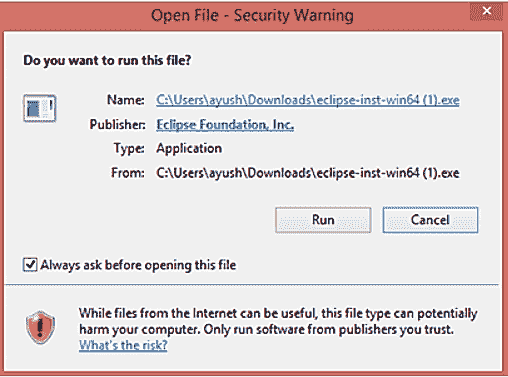 Open File - Security Warning
Do you want to run this file?
Name: C:\Users\ayush\Downloads\eclipse-inst-win64 (1).exe
Publisher: Eclipse Foundation, Inc.
Type: Application
From: C:\Users\ayush\Downloads\eclipse-inst-win64 (1).exe
Run Cancel
Always ask before opening this file
While files from the Internet can be useful, this file type can potentially
harm your computer. Only run software from publishers you trust.
What's the risk?